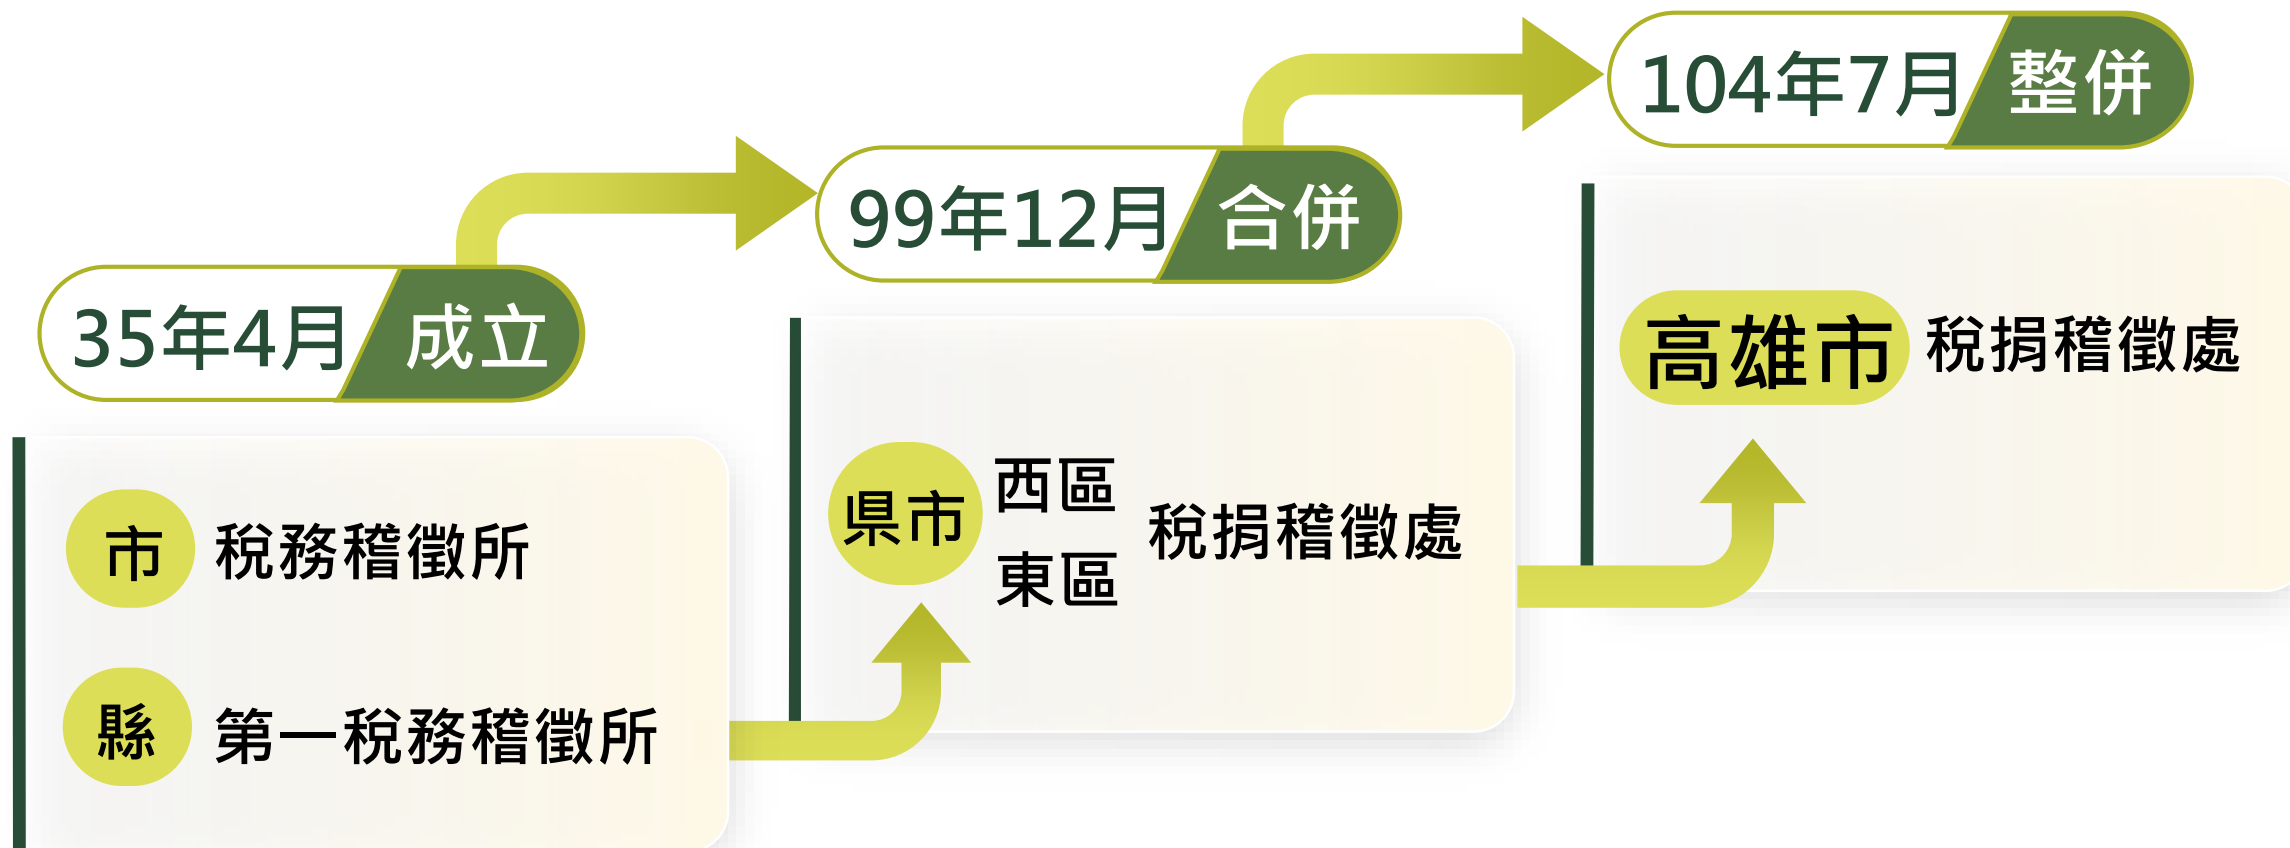 35年4月 成立
市 稅務稽徵所
縣 第一稅務稽徵所
99年12月 合併
県市 西區 東區 稅捐稽徵處
104年7月 整併
高雄市 稅捐稽徵處